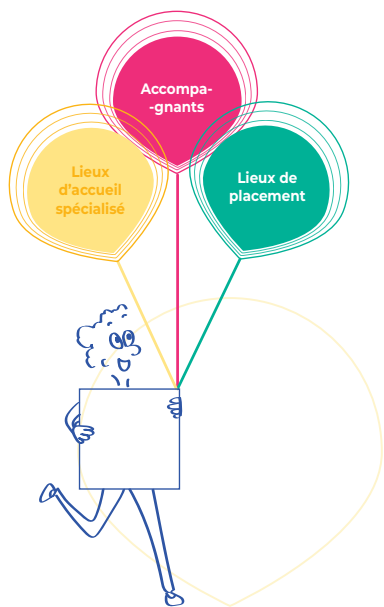 Accompa-
-gnants
Lieux
d'accueil
spécialisé
Lieux de
placement